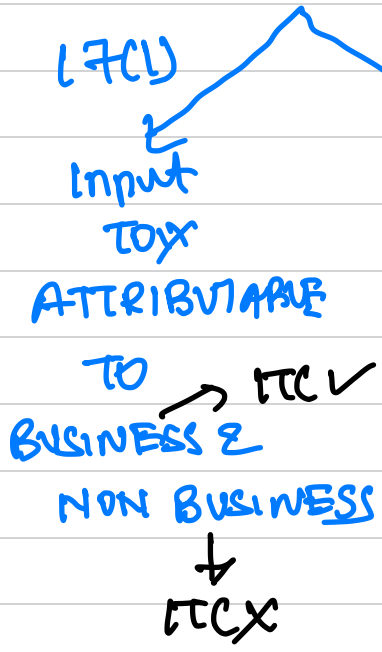 17(1)
Input
Tax
ATTRIBUTABLE
TO
ITC ✓
BUSINESS &
NON BUSINESS
ITC X